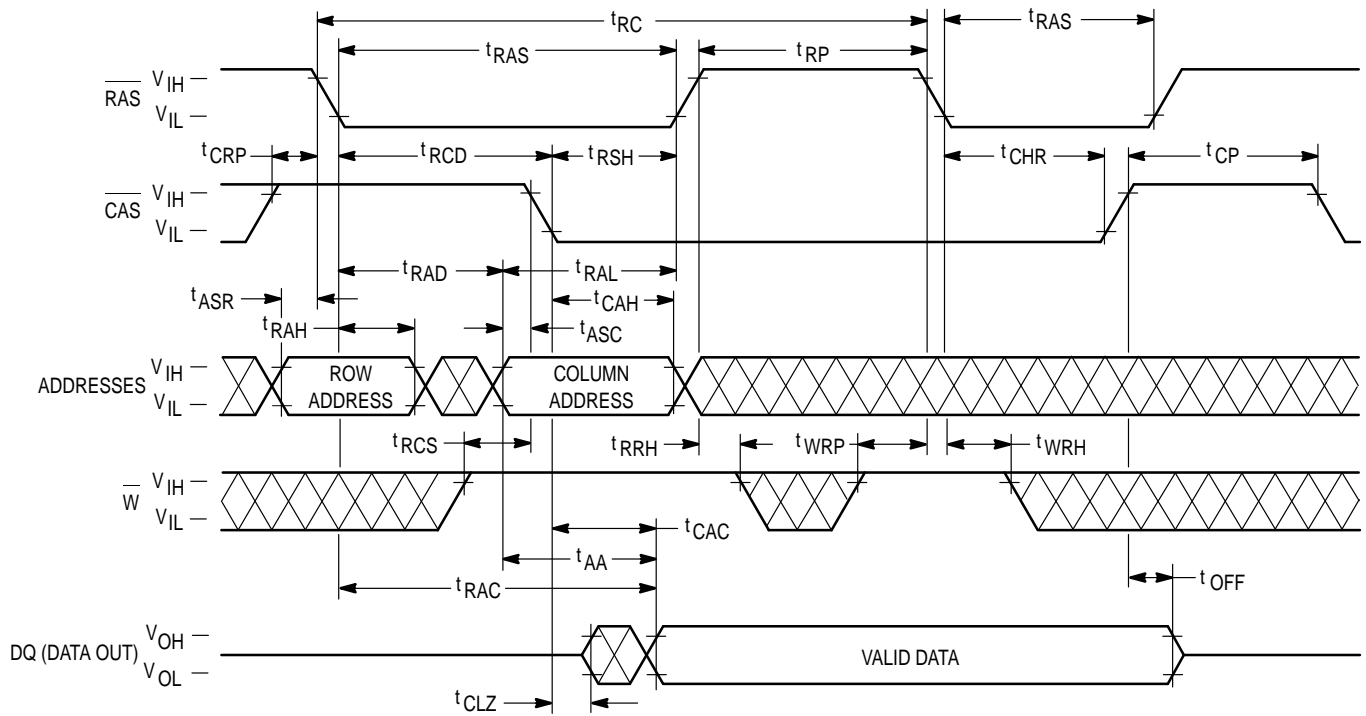 tRC
tRAS
tRAS
tRP
RAS
VIH
VIL
tCRP
tRCD
tRSH
tCHR
tCP
CAS
VIH
VIL
tRAD
tRAL
tASR
tCAH
tRAH
tASC
ADDRESSES
VIH
VIL
ROW
ADDRESS
COLUMN
ADDRESS
tRCS
tRRH
tWRP
tWRH
W
VIH
VIL
tCAC
tAA
tRAC
tOFF
DQ (DATA OUT)
VOH
VOL
VALID DATA
tCLZ